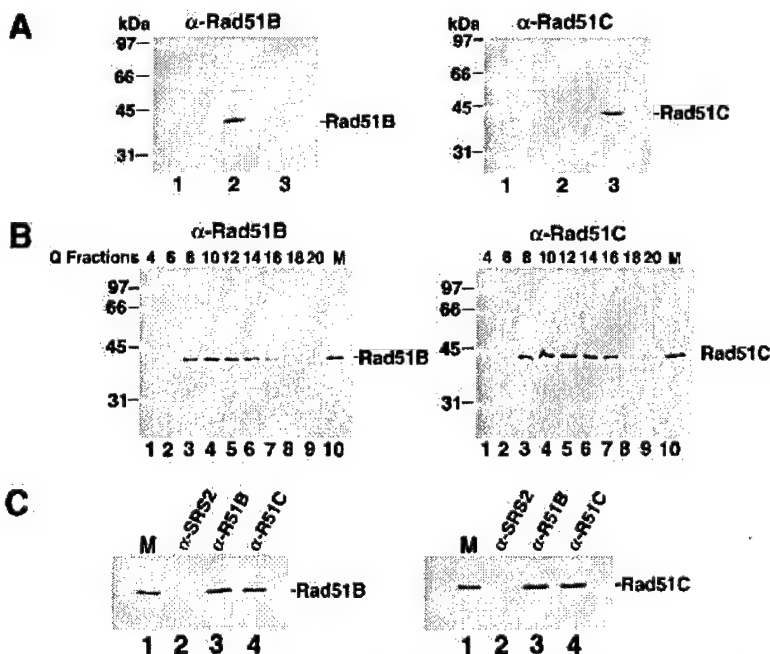 A
kDa α-Rad51B
97–
66–
45–
31–
-Rad51B
1 2 3
kDa α-Rad51C
97–
66–
45–
31–
-Rad51C
1 2 3
B
α-Rad51B
Q Fractions 4 6 8 10 12 14 16 18 20 M
97–
66–
45–
31–
-Rad51B
1 2 3 4 5 6 7 8 9 10
α-Rad51C
4 6 8 10 12 14 16 18 20 M
97–
66–
45–
31–
Rad51C
1 2 3 4 5 6 7 8 9 10
C
M α-SRS2 α-R51B α-R51C
-Rad51B
1 2 3 4
M α-SRS2 α-R51B α-R51C
-Rad51C
1 2 3 4